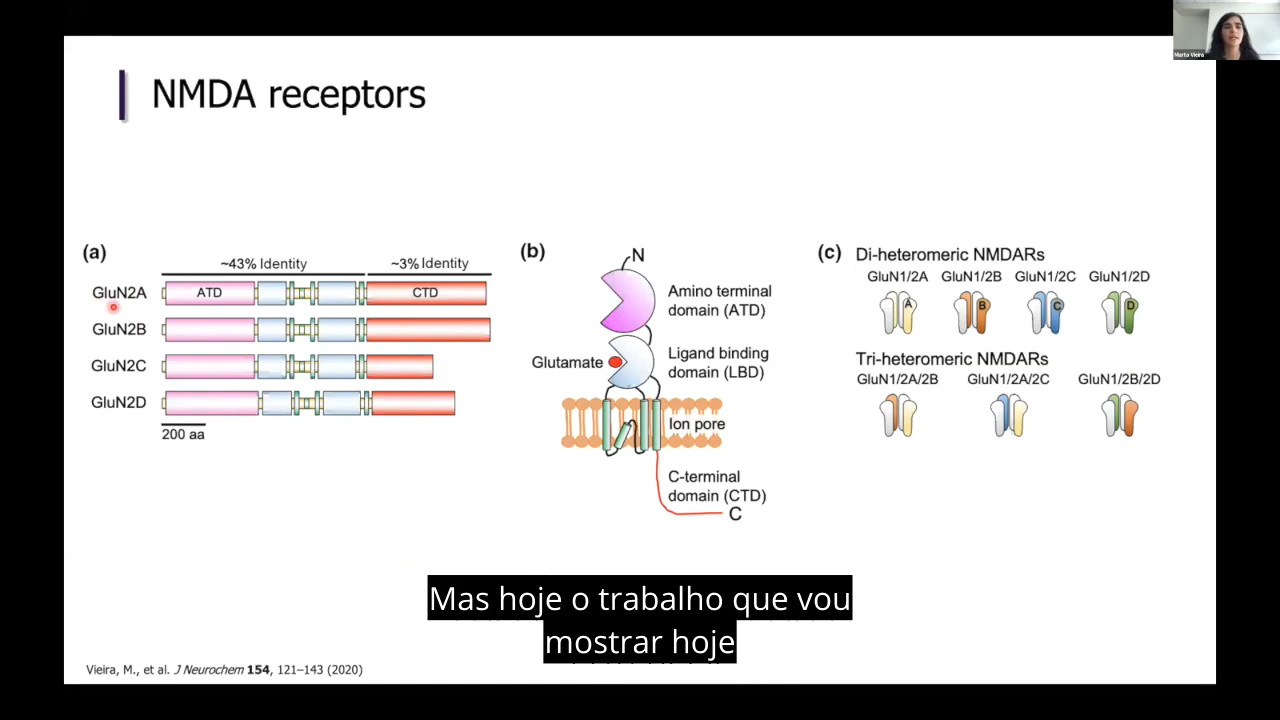 Marta Vieira
NMDA receptors
(a)
~43% Identity
~3% Identity
GluN2A
ATD
CTD
GluN2B
GluN2C
GluN2D
200 aa
(b)
N
Amino terminal
domain (ATD)
Glutamate
Ligand binding
domain (LBD)
Ion pore
C-terminal
domain (CTD)
C
(c)
Di-heteromeric NMDARs
GluN1/2A GluN1/2B GluN1/2C GluN1/2D
A B C D
Tri-heteromeric NMDARs
GluN1/2A/2B GluN1/2A/2C GluN1/2B/2D
Mas hoje o trabalho que vou
mostrar hoje
Vieira, M., et al. J Neurochem 154, 121–143 (2020)